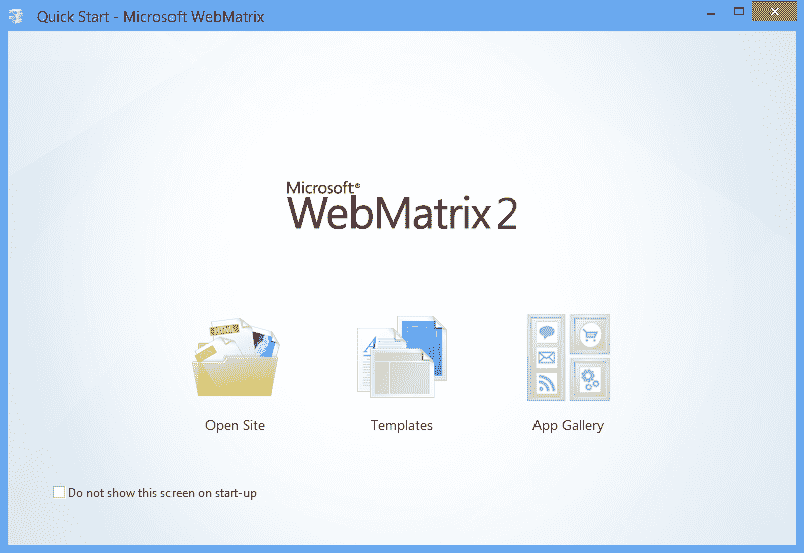 Quick Start - Microsoft WebMatrix
Microsoft®
WebMatrix 2
Open Site
Templates
App Gallery
Do not show this screen on start-up